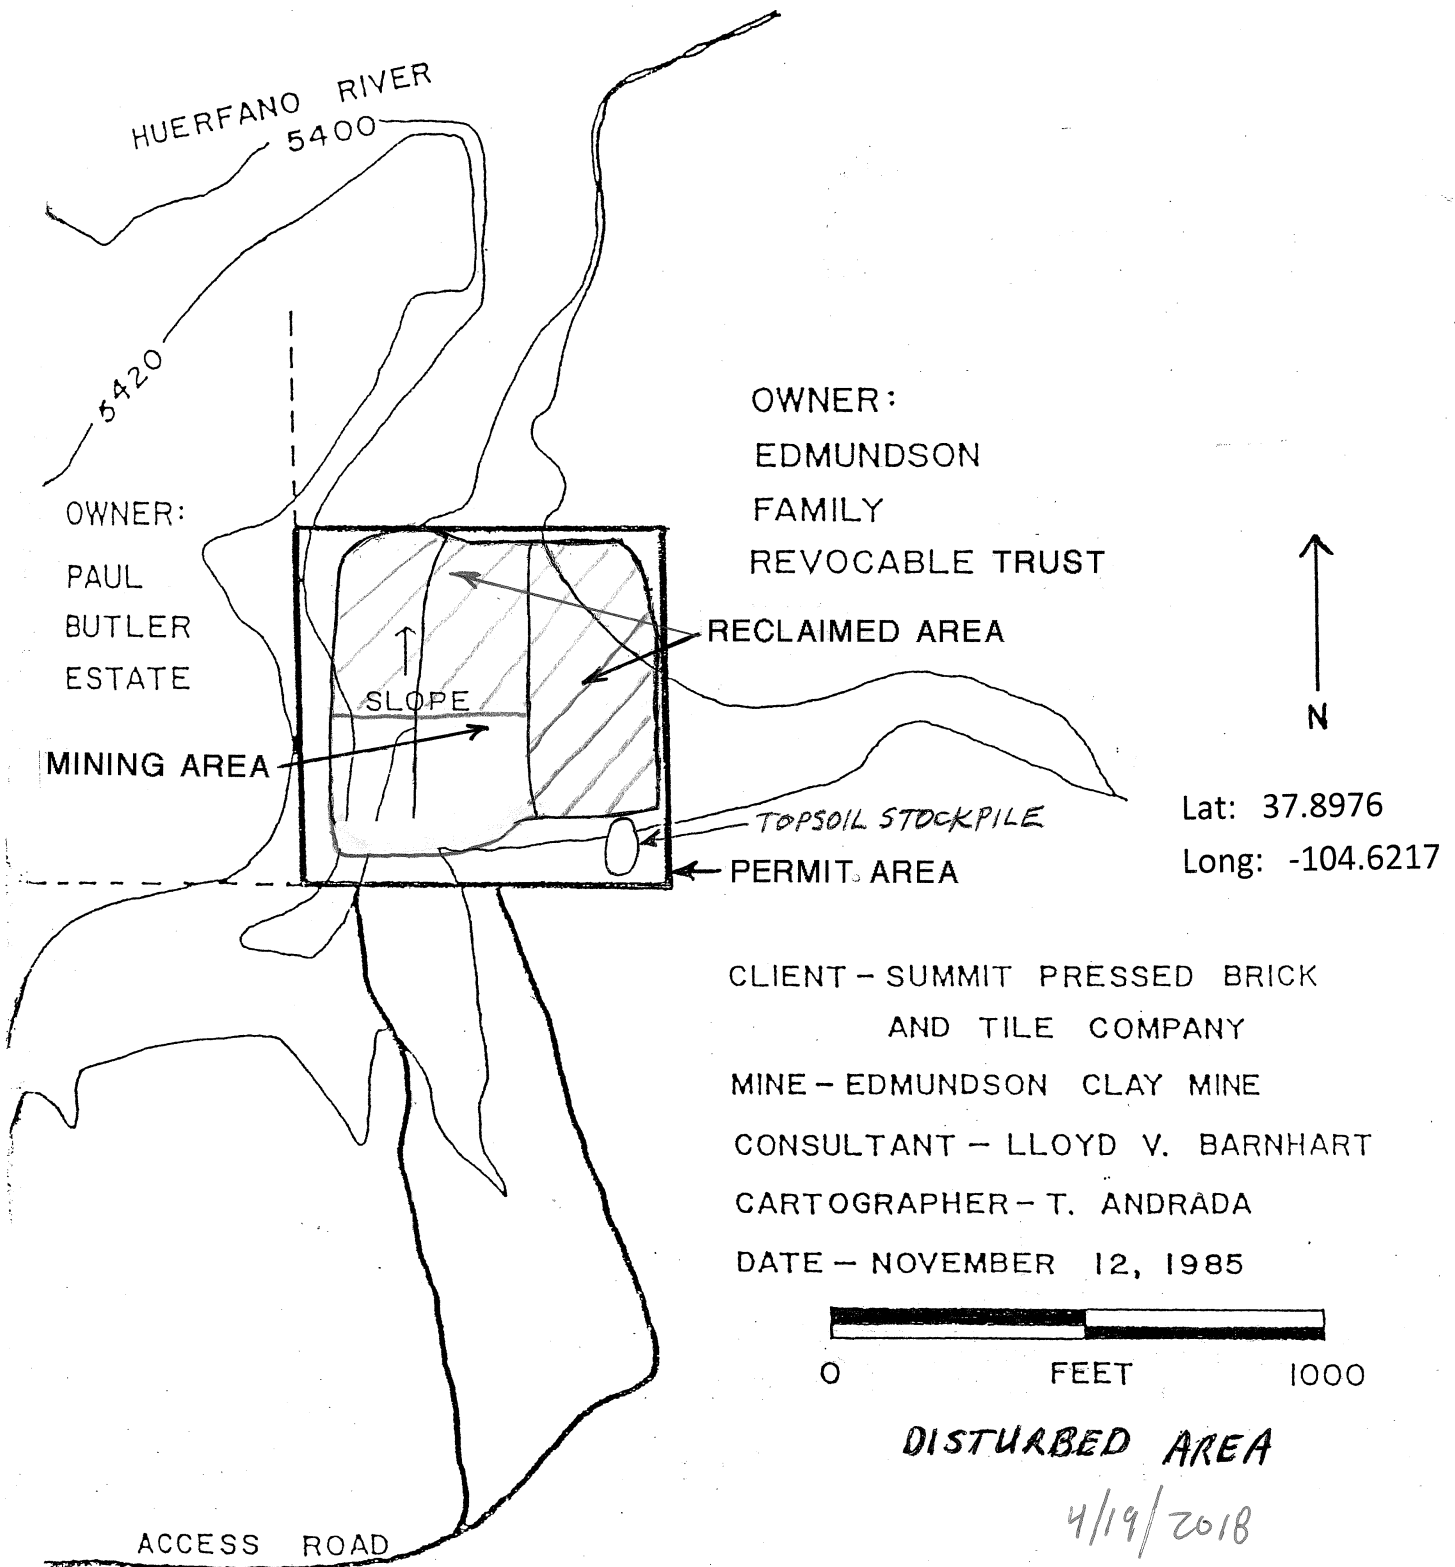 HUERFANO RIVER
5400
5420
OWNER:
EDMUNDSON
FAMILY
REVOCABLE TRUST
OWNER:
PAUL
BUTLER
ESTATE
RECLAIMED AREA
SLOPE
N
MINING AREA
TOPSOIL STOCKPILE
PERMIT AREA
Lat: 37.8976
Long: -104.6217
CLIENT – SUMMIT PRESSED BRICK
AND TILE COMPANY
MINE – EDMUNDSON CLAY MINE
CONSULTANT – LLOYD V. BARNHART
CARTOGRAPHER – T. ANDRADA
DATE – NOVEMBER 12, 1985
0 FEET 1000
DISTURBED AREA
4/19/2018
ACCESS ROAD